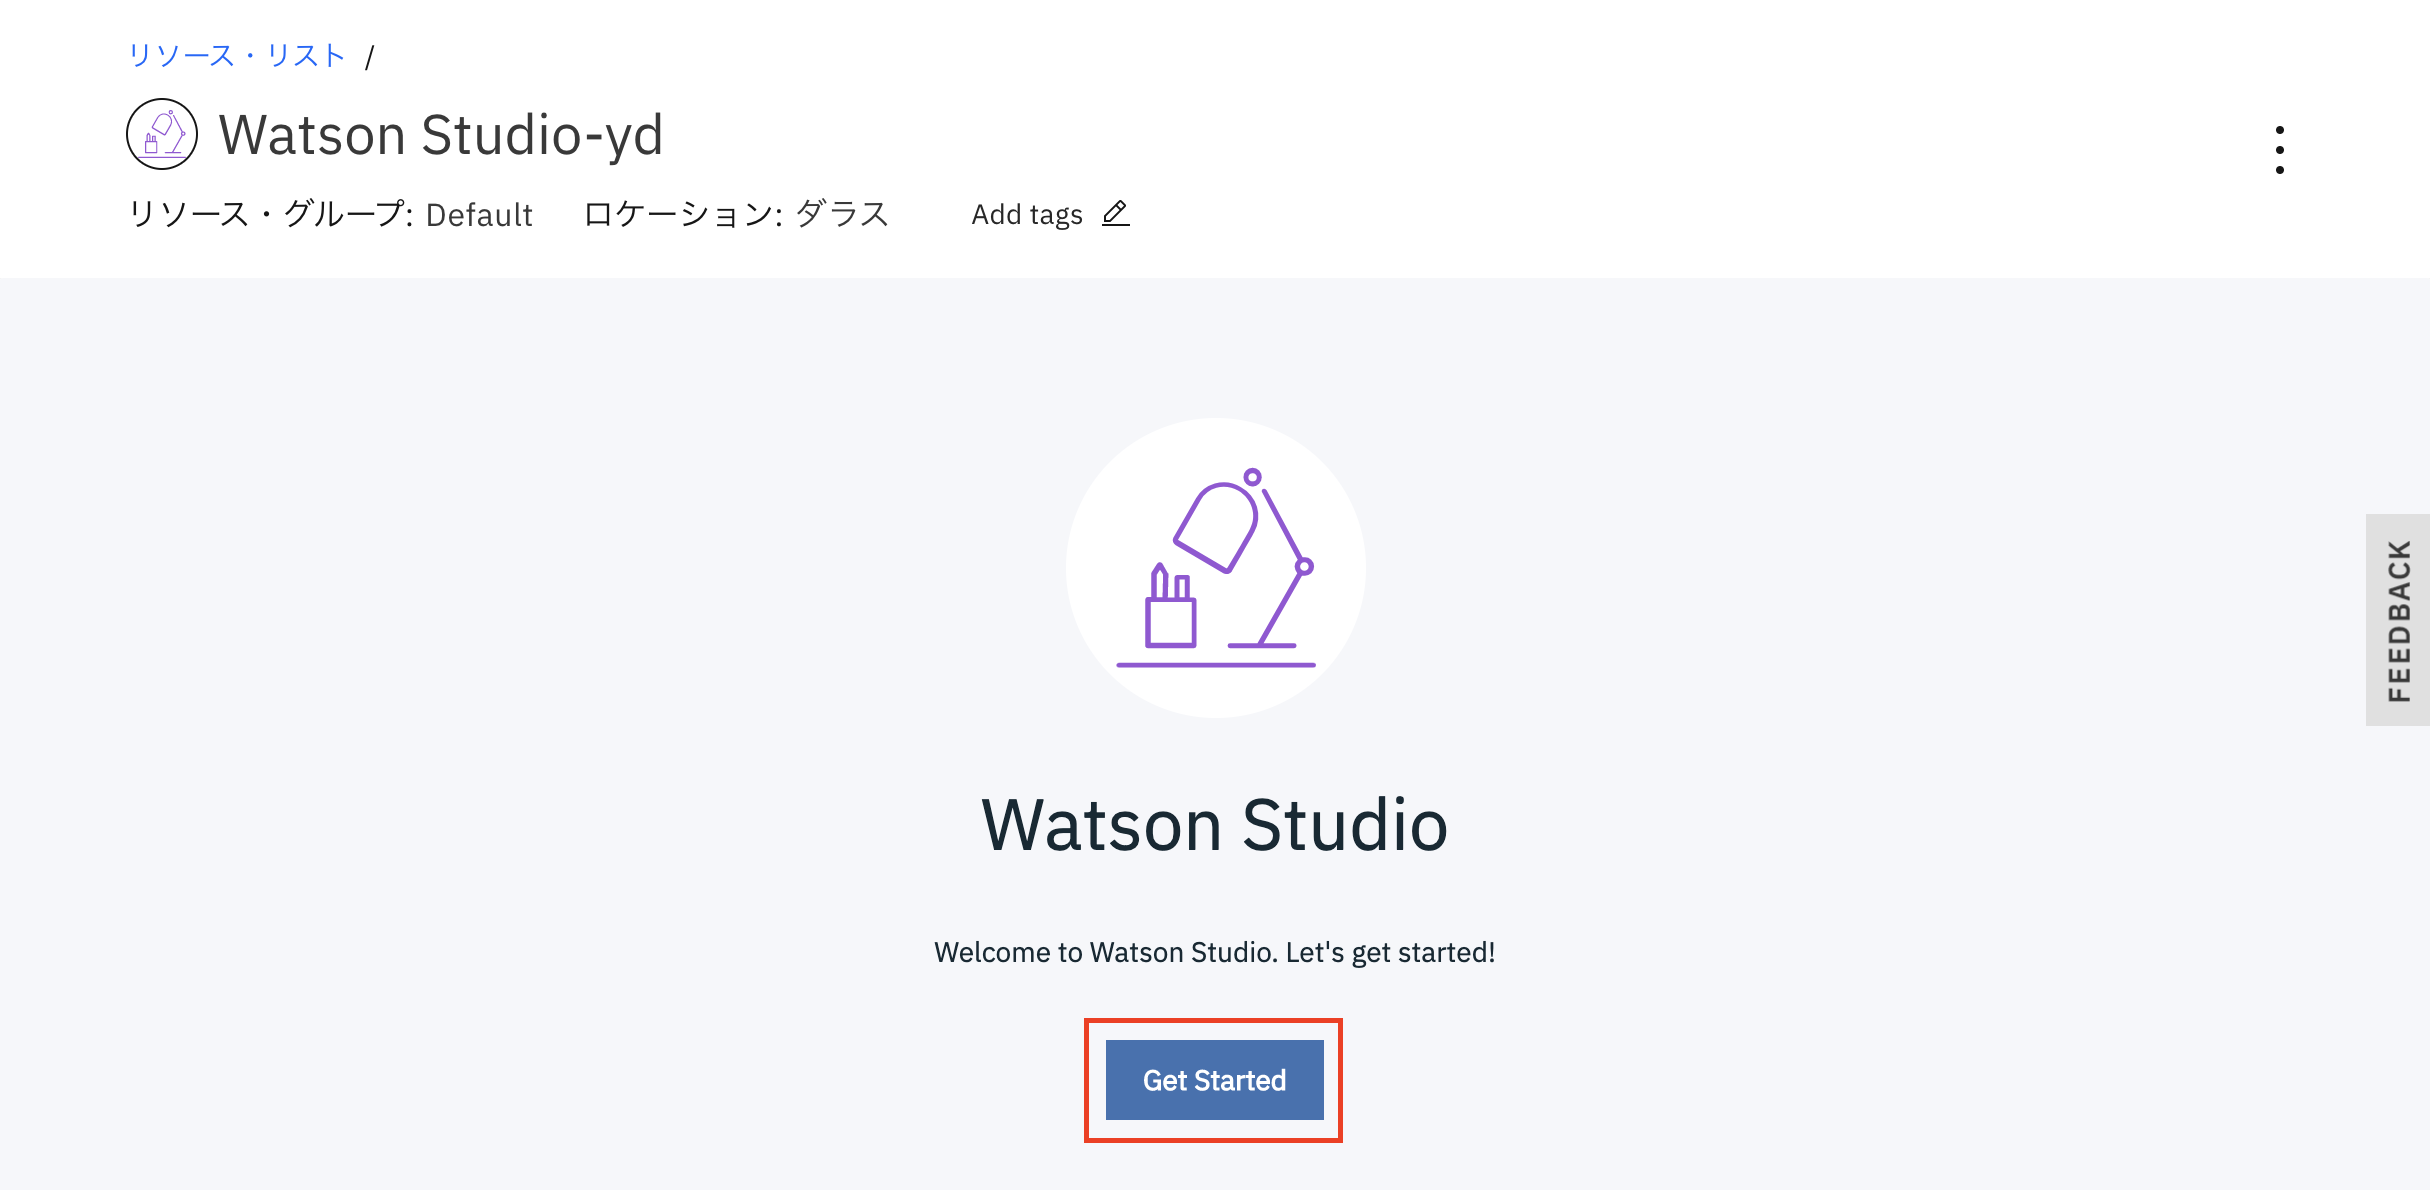 リソース・リスト /
Watson Studio-yd
リソース・グループ: Default ロケーション: ダラス Add tags
FEEDBACK
Watson Studio
Welcome to Watson Studio. Let's get started!
Get Started